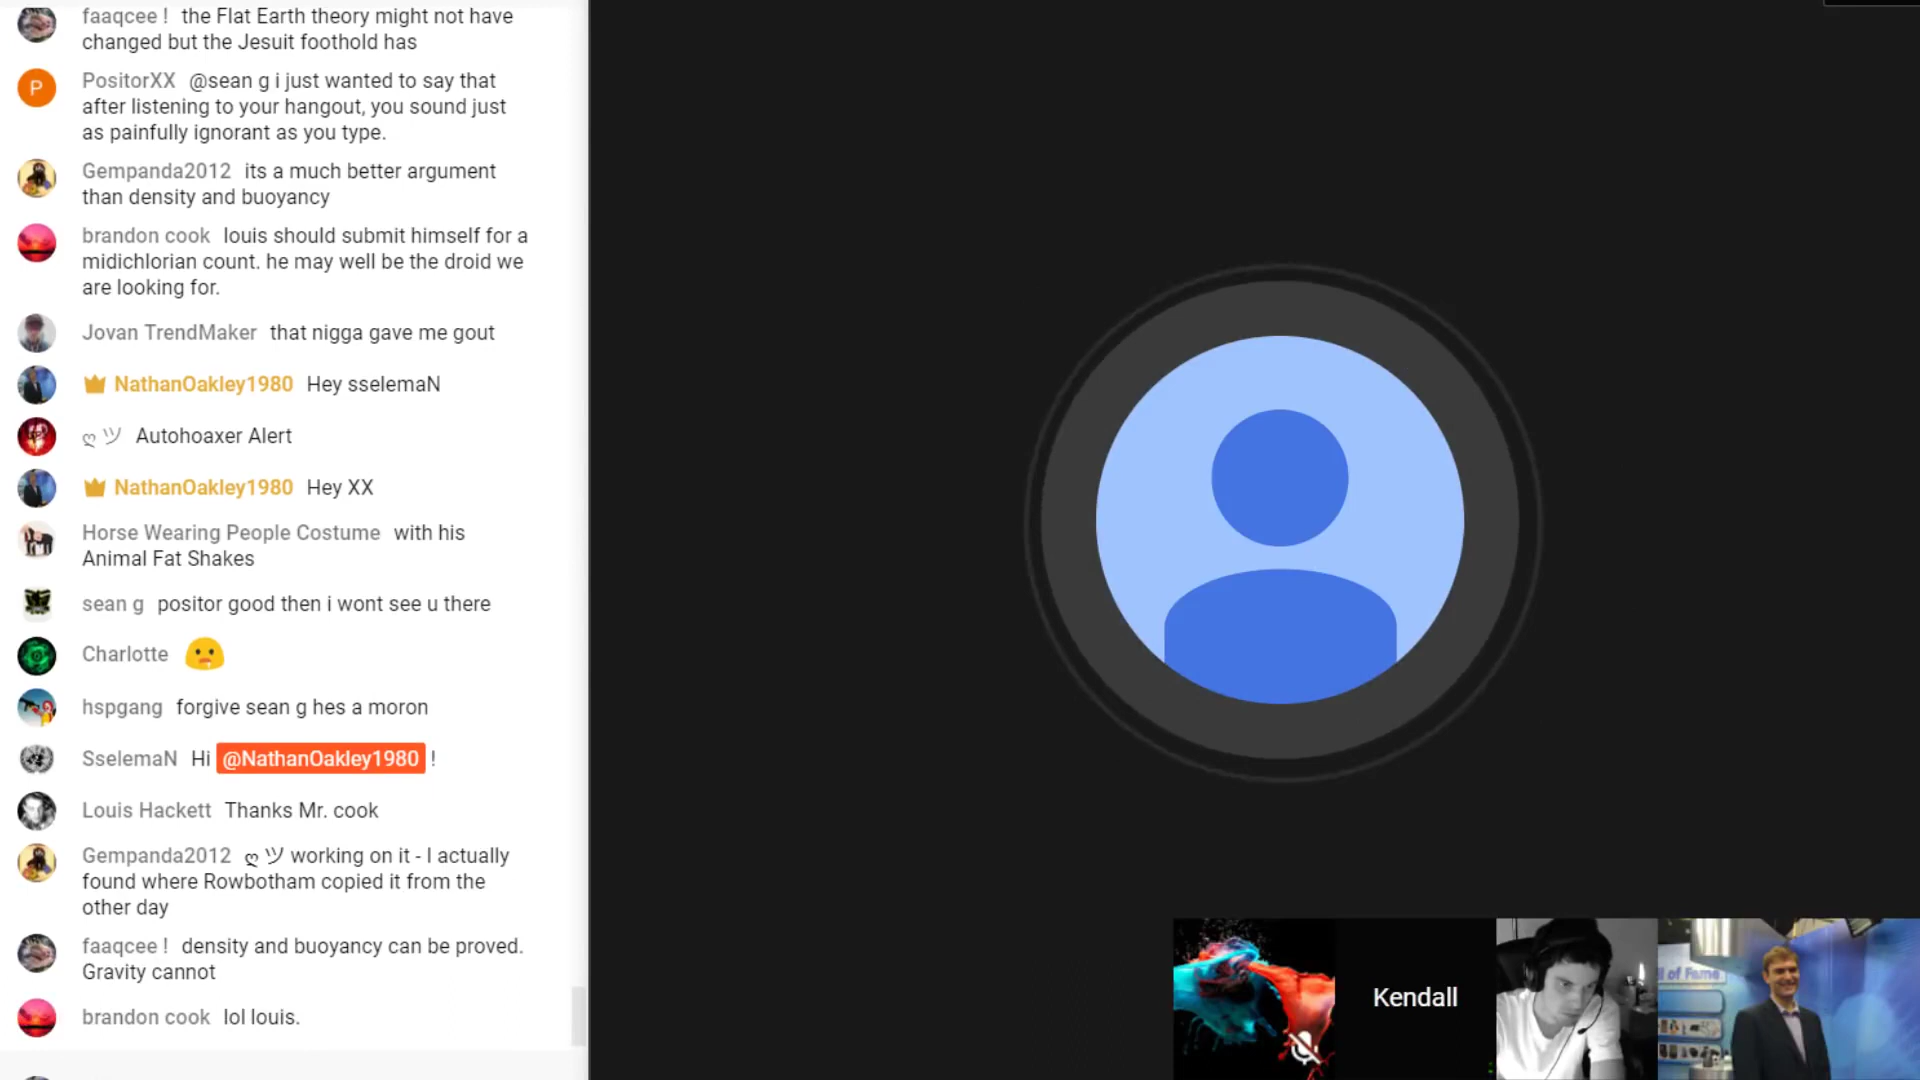 faaqcee ! the Flat Earth theory might not have
changed but the Jesuit foothold has
P
PositorXX @sean g i just wanted to say that
after listening to your hangout, you sound just
as painfully ignorant as you type.
Gempanda2012 its a much better argument
than density and buoyancy
brandon cook louis should submit himself for a
midichlorian count. he may well be the droid we
are looking for.
Jovan TrendMaker that nigga gave me gout
NathanOakley1980 Hey sselemaN
ღ ツ Autohoaxer Alert
NathanOakley1980 Hey XX
Horse Wearing People Costume with his
Animal Fat Shakes
sean g positor good then i wont see u there
Charlotte
hspgang forgive sean g hes a moron
SselemaN Hi @NathanOakley1980 !
Louis Hackett Thanks Mr. cook
Gempanda2012 ღ ツ working on it - I actually
found where Rowbotham copied it from the
other day
faaqcee ! density and buoyancy can be proved.
Gravity cannot
brandon cook lol louis.
Kendall
of Fame